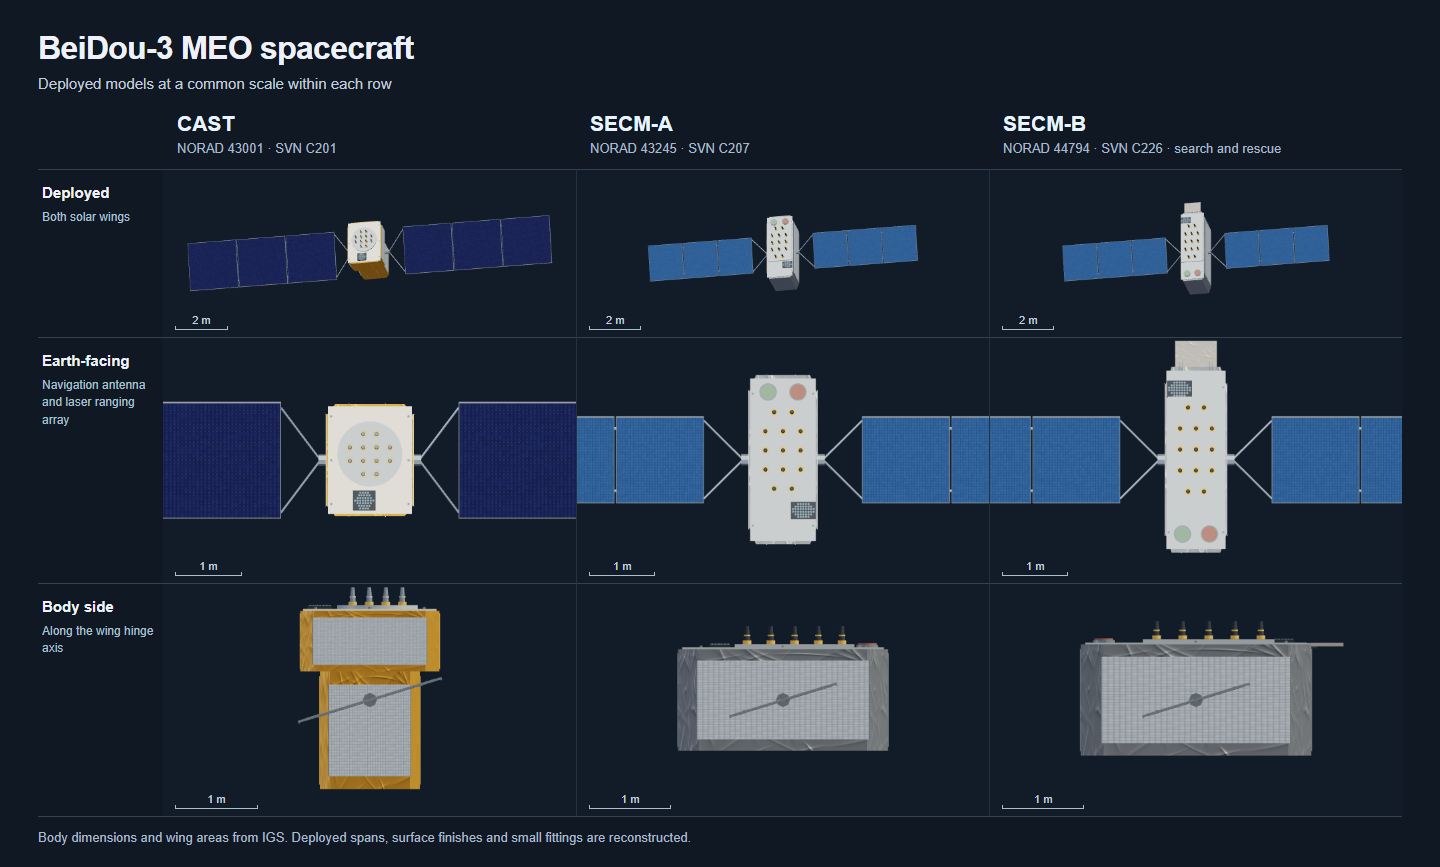 BeiDou-3 MEO spacecraft
Deployed models at a common scale within each row
CAST
NORAD 43001 · SVN C201
SECM-A
NORAD 43245 · SVN C207
SECM-B
NORAD 44794 · SVN C226 · search and rescue
Deployed
Both solar wings
2 m
2 m
2 m
Earth-facing
Navigation antenna
and laser ranging
array
1 m
1 m
1 m
Body side
Along the wing hinge
axis
1 m
1 m
1 m
Body dimensions and wing areas from IGS. Deployed spans, surface finishes and small fittings are reconstructed.